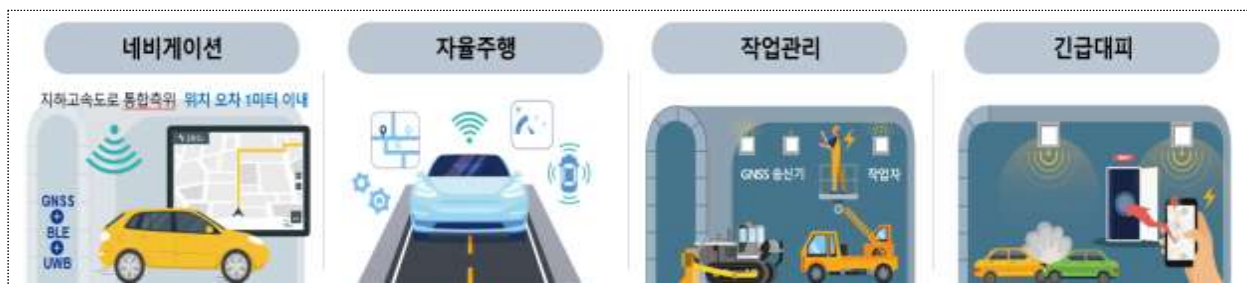 네비게이션
자율주행
작업관리
긴급대피
지하고속도로 통합측위 위치 오차 1미터 이내
GNSS
+
BLE
+
UWB
GNSS 송신기
작업자